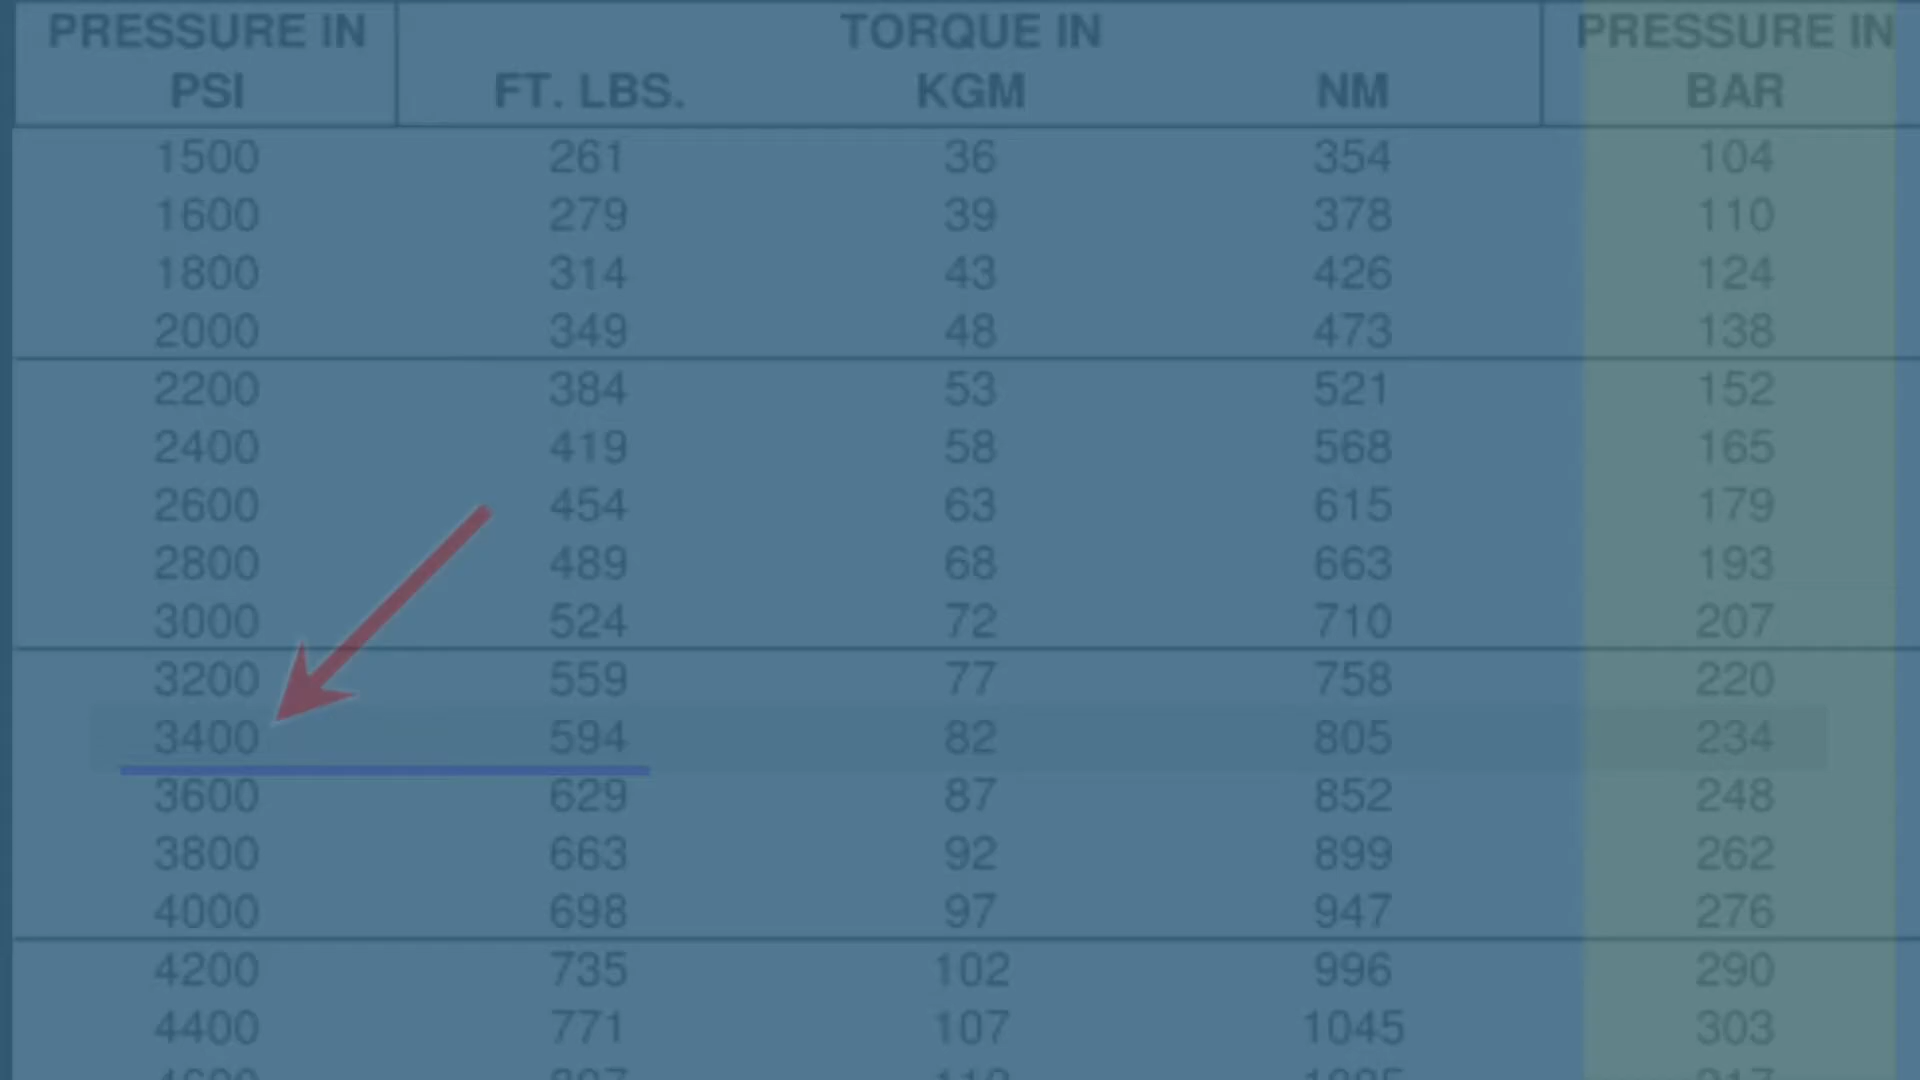 PRESSURE IN TORQUE IN PRESSURE IN
PSI FT. LBS. KGM NM BAR
1500 261 36 354 104
1600 279 39 378 110
1800 314 43 426 124
2000 349 48 473 138
2200 384 53 521 152
2400 419 58 568 165
2600 454 63 615 179
2800 489 68 663 193
3000 524 72 710 207
3200 559 77 758 220
3400 594 82 805 234
3600 629 87 852 248
3800 663 92 899 262
4000 698 97 947 276
4200 735 102 996 290
4400 771 107 1045 303